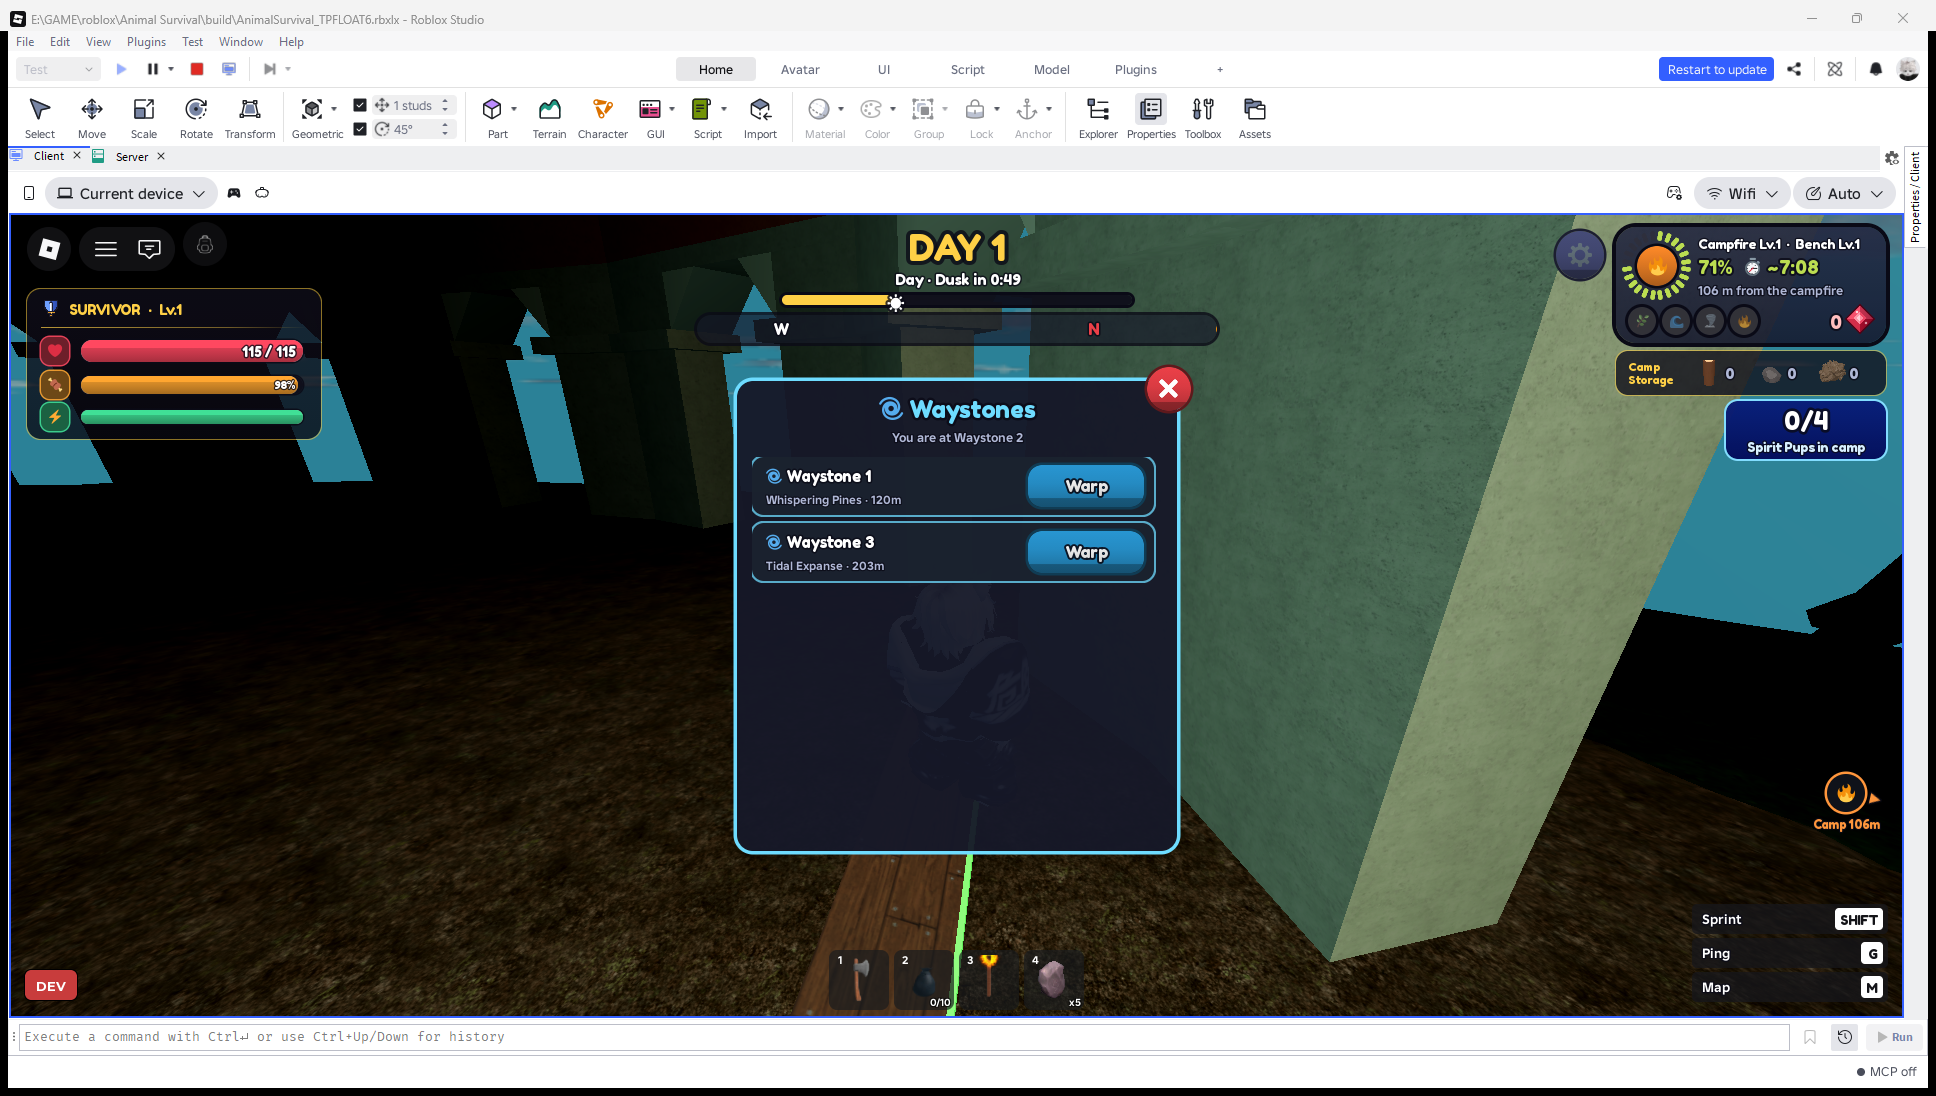 E:\GAME\roblox\Animal Survival\build\AnimalSurvival_TPFLOAT6.rbxlx - Roblox Studio
File Edit View Plugins Test Window Help
Test
Home Avatar UI Script Model Plugins +
Restart to update
Select Move Scale Rotate Transform Geometric
1 studs
45°
Part Terrain Character GUI Script Import Material Color Group Lock Anchor Explorer Properties Toolbox Assets
Client Server
Properties / Client
Current device
Wifi Auto
DAY 1
Day · Dusk in 0:49
W N
SURVIVOR · Lv.1
115 / 115
98%
Campfire Lv.1 · Bench Lv.1
71% ~7:08
106 m from the campfire
0
Camp Storage 0 0 0
0/4
Spirit Pups in camp
Waystones
You are at Waystone 2
Waystone 1
Whispering Pines · 120m
Warp
Waystone 3
Tidal Expanse · 203m
Warp
Camp 106m
Sprint SHIFT
Ping G
Map M
DEV
1 2 3 4
0/10 x5
Execute a command with Ctrl↵ or use Ctrl+Up/Down for history
Run
MCP off